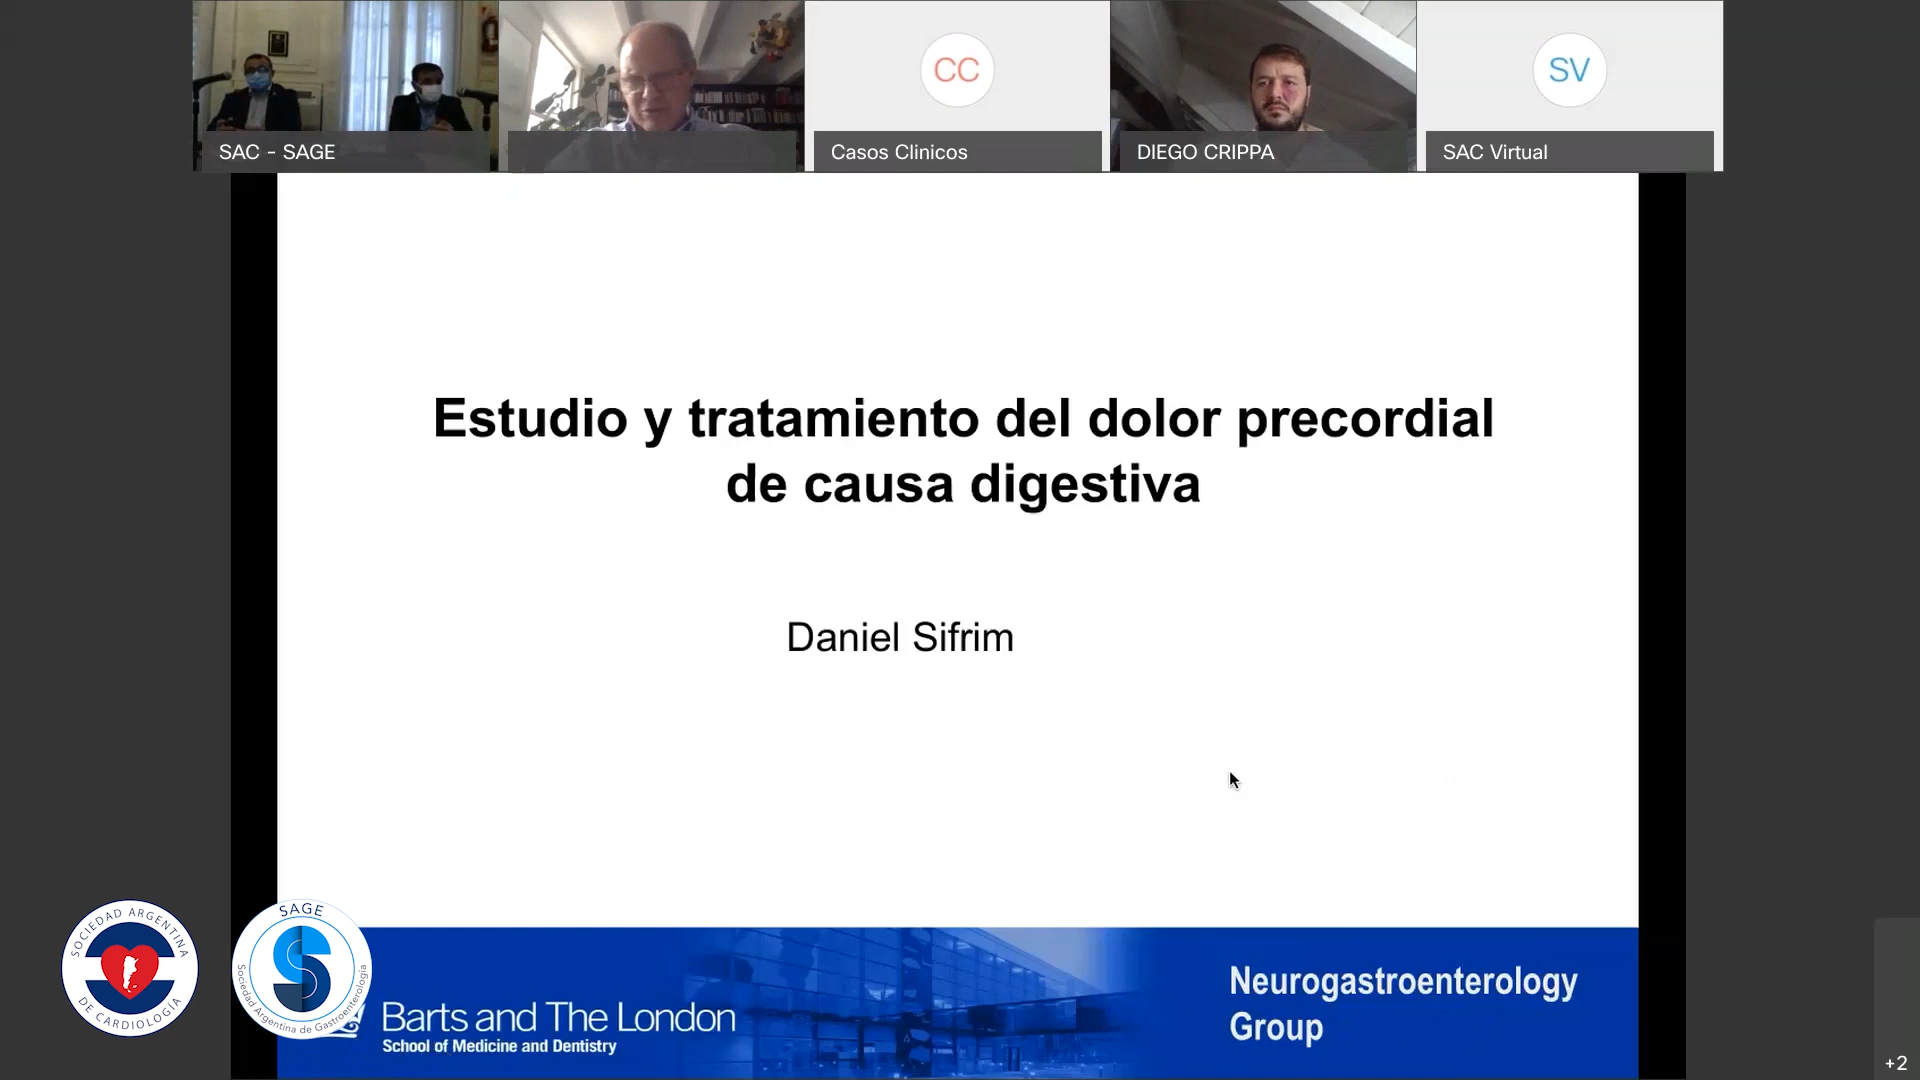 SAC - SAGE
CC
Casos Clinicos
DIEGO CRIPPA
SV
SAC Virtual
Estudio y tratamiento del dolor precordial
de causa digestiva
Daniel Sifrim
SOCIEDAD ARGENTINA
DE CARDIOLOGÍA
SAGE
Sociedad Argentina de Gastroenterología
Barts and The London
School of Medicine and Dentistry
Neurogastroenterology
Group
+2